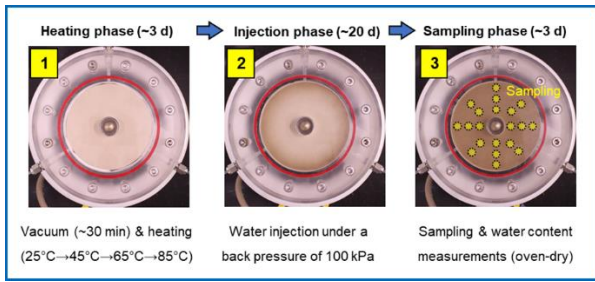 Heating phase (~3 d)
Injection phase (~20 d)
Sampling phase (~3 d)
1
2
3
Sampling
Vacuum (~30 min) & heating
(25°C→45°C→65°C→85°C)
Water injection under a
back pressure of 100 kPa
Sampling & water content
measurements (oven-dry)